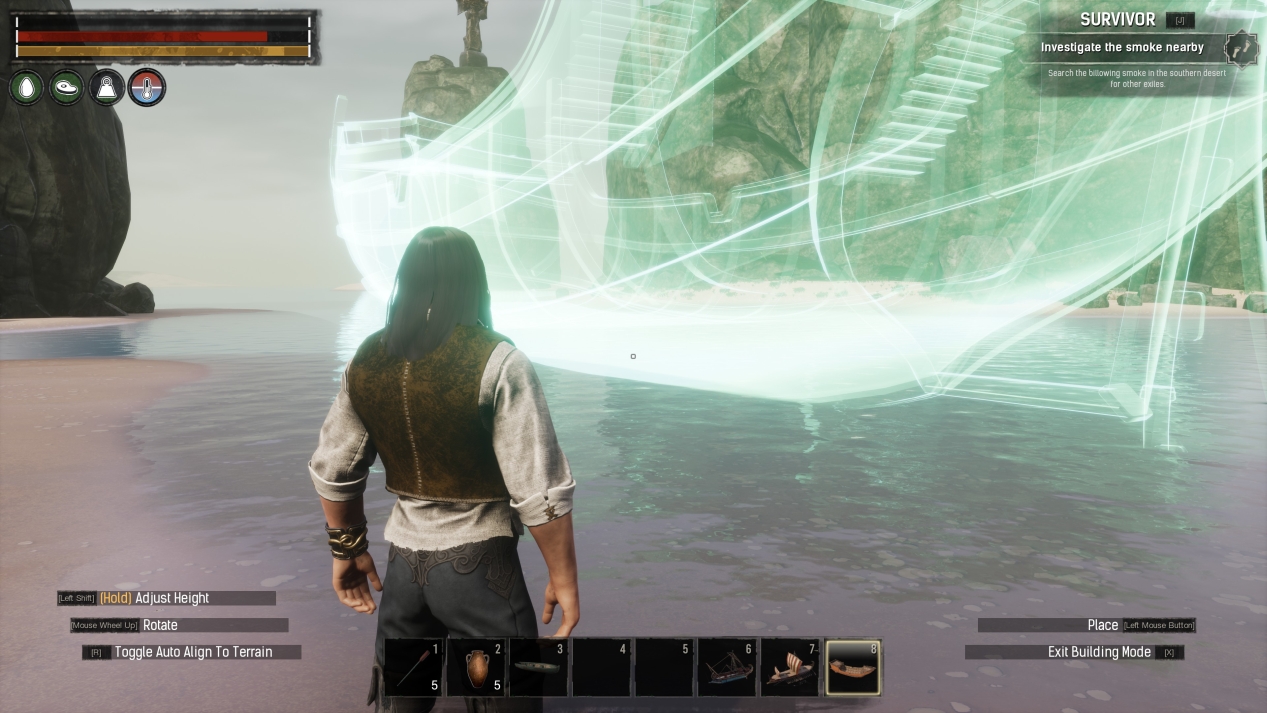 SURVIVOR [J]
Investigate the smoke nearby
Search the billowing smoke in the southern desert
for other exiles.
[Left Shift] (Hold) Adjust Height
[Mouse Wheel Up] Rotate
[R] Toggle Auto Align To Terrain
Place [Left Mouse Button]
Exit Building Mode [X]
1 2 3 4 5 6 7 8
5 5